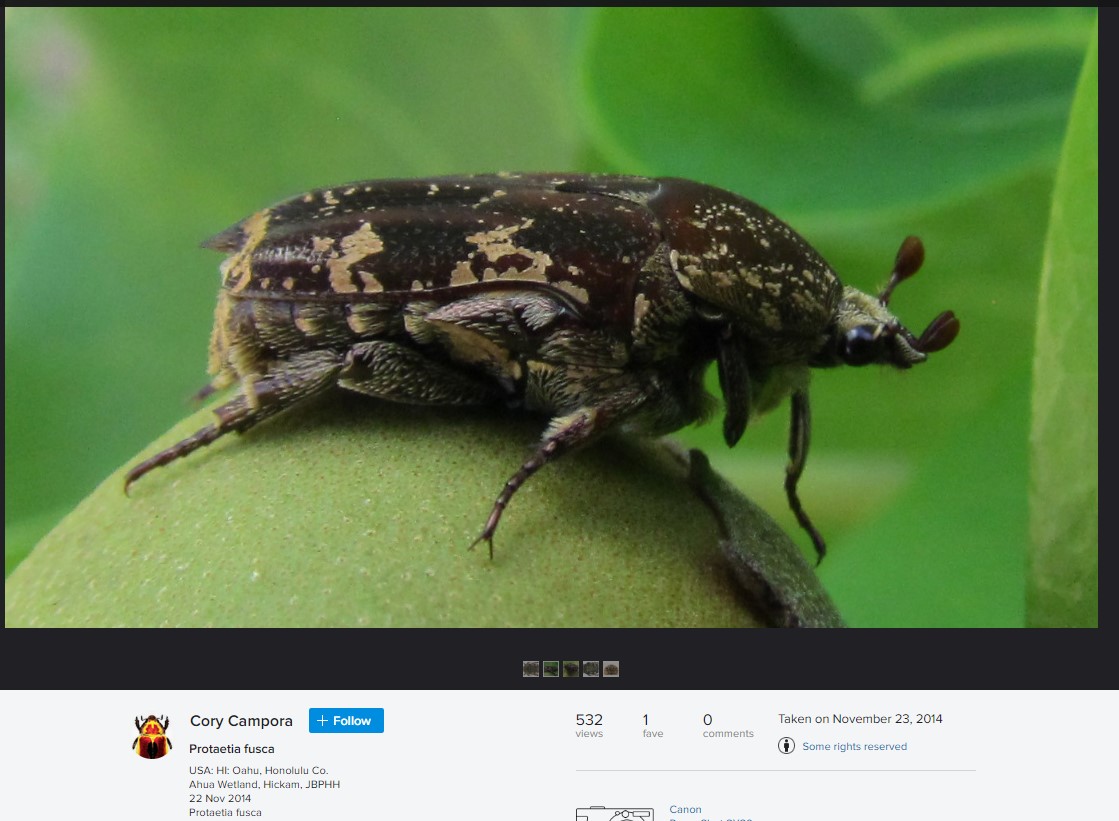 Cory Campora
+ Follow
Protaetia fusca
USA: HI: Oahu, Honolulu Co.
Ahua Wetland, Hickam, JBPHH
22 Nov 2014
Protaetia fusca
532
views
1
fave
0
comments
Taken on November 23, 2014
Some rights reserved
Canon